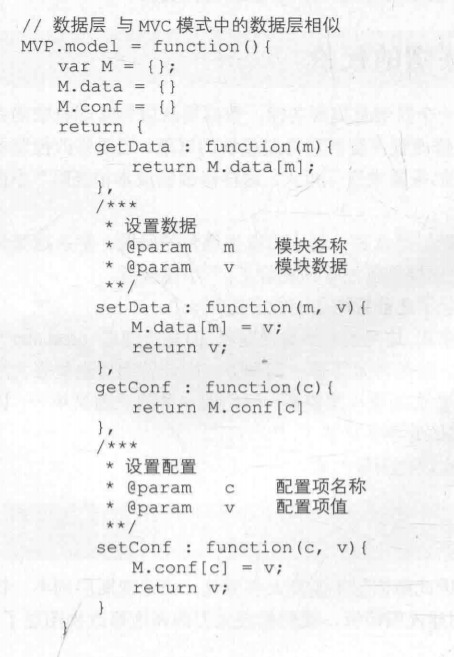 // 数据层 与 MVC 模式中的数据层相似
MVP.model = function(){
    var M = {};
    M.data = {}
    M.conf = {}
    return {
        getData : function(m){
            return M.data[m];
        },
        /***
         * 设置数据
         * @param   m    模块名称
         * @param   v    模块数据
         **/
        setData : function(m, v){
            M.data[m] = v;
            return v;
        },
        getConf : function(c){
            return M.conf[c]
        },
        /***
         * 设置配置
         * @param   c    配置项名称
         * @param   v    配置项值
         **/
        setConf : function(c, v){
            M.conf[c] = v;
            return v;
        }
    }